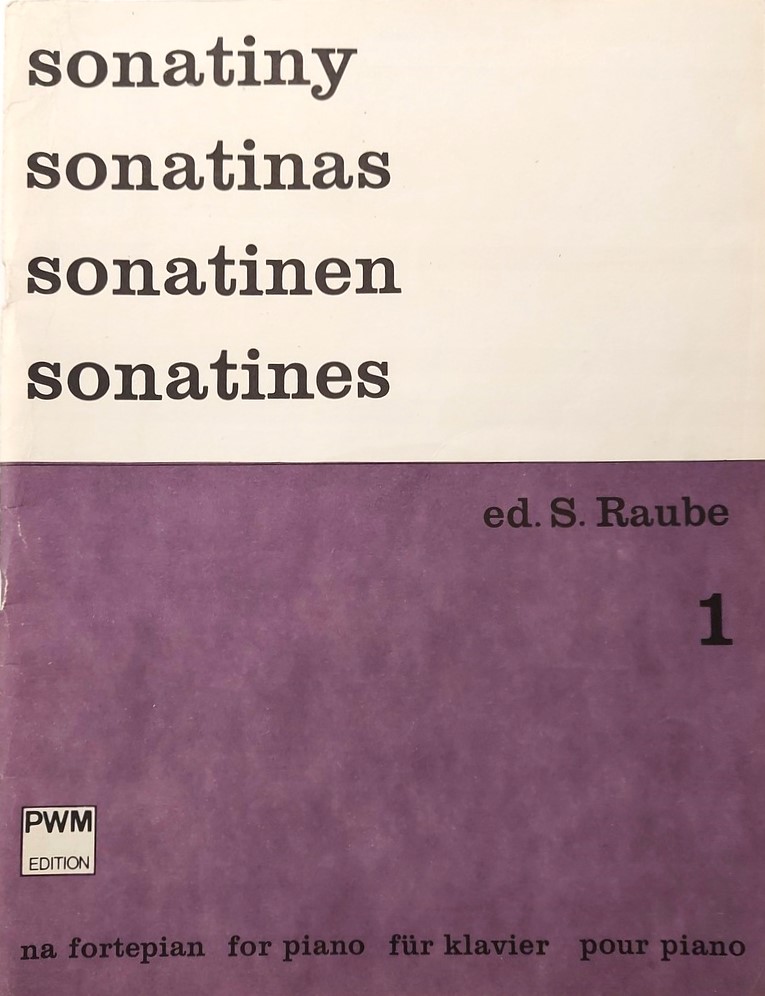 sonatiny
sonatinas
sonatinen
sonatines
ed. S. Raube
1
PWM
EDITION
na fortepian for piano für klavier pour piano